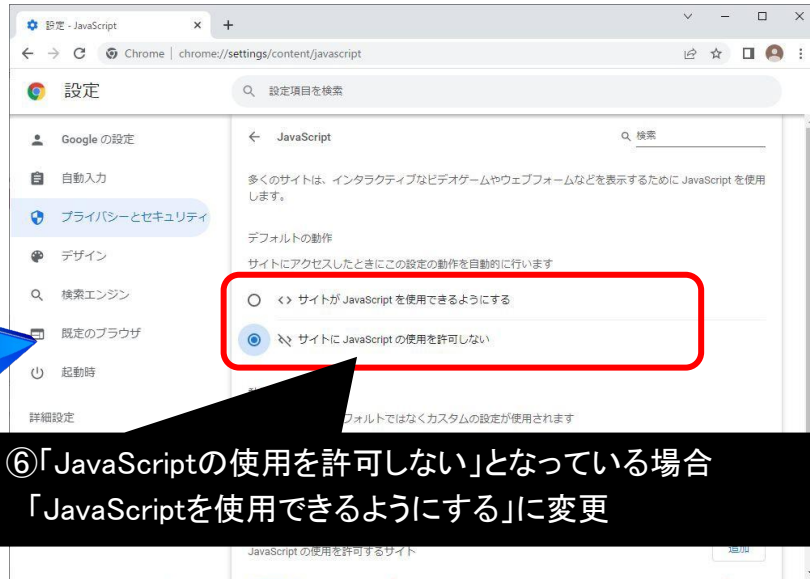 設定 - JavaScript
Chrome | chrome://settings/content/javascript
設定
設定項目を検索
Google の設定
自動入力
プライバシーとセキュリティ
デザイン
検索エンジン
既定のブラウザ
起動時
詳細設定
JavaScript
検索
多くのサイトは、インタラクティブなビデオゲームやウェブフォームなどを表示するために JavaScript を使用
します。
デフォルトの動作
サイトにアクセスしたときにこの設定の動作を自動的に行います
サイトが JavaScript を使用できるようにする
サイトに JavaScript の使用を許可しない
フォルトではなくカスタムの設定が使用されます
⑥「JavaScriptの使用を許可しない」となっている場合
「JavaScriptを使用できるようにする」に変更
JavaScript の使用を許可するサイト
追加